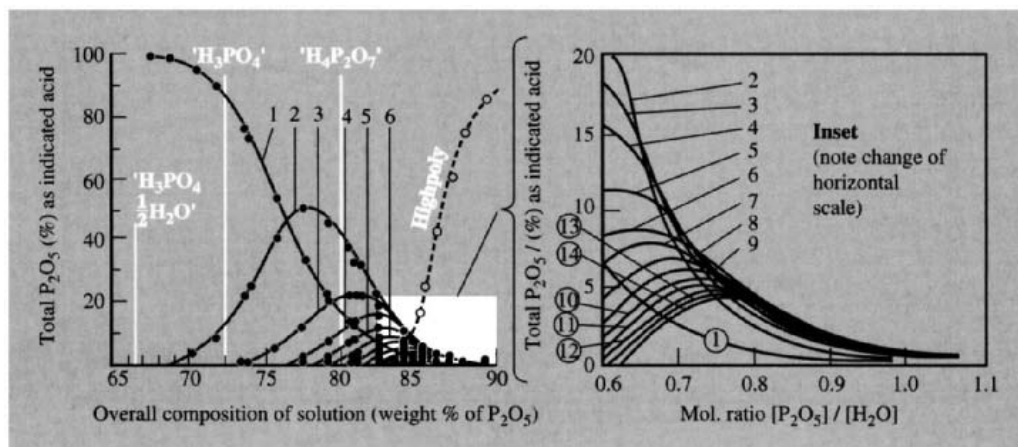 Total P₂O₅ (%) as indicated acid
100
80
60
40
20
0
'H₃PO₄'
'H₄P₂O₇'
'H₃PO₄
½H₂O'
1 2 3 4 5 6
Highpoly
65 70 75 80 85 90
Overall composition of solution (weight % of P₂O₅)
Total P₂O₅ / (%) as indicated acid
20
15
10
5
0
2
3
4
5
6
7
8
9
13
14
10
11
12
1
Inset
(note change of
horizontal
scale)
0.6 0.7 0.8 0.9 1.0 1.1
Mol. ratio [P₂O₅] / [H₂O]